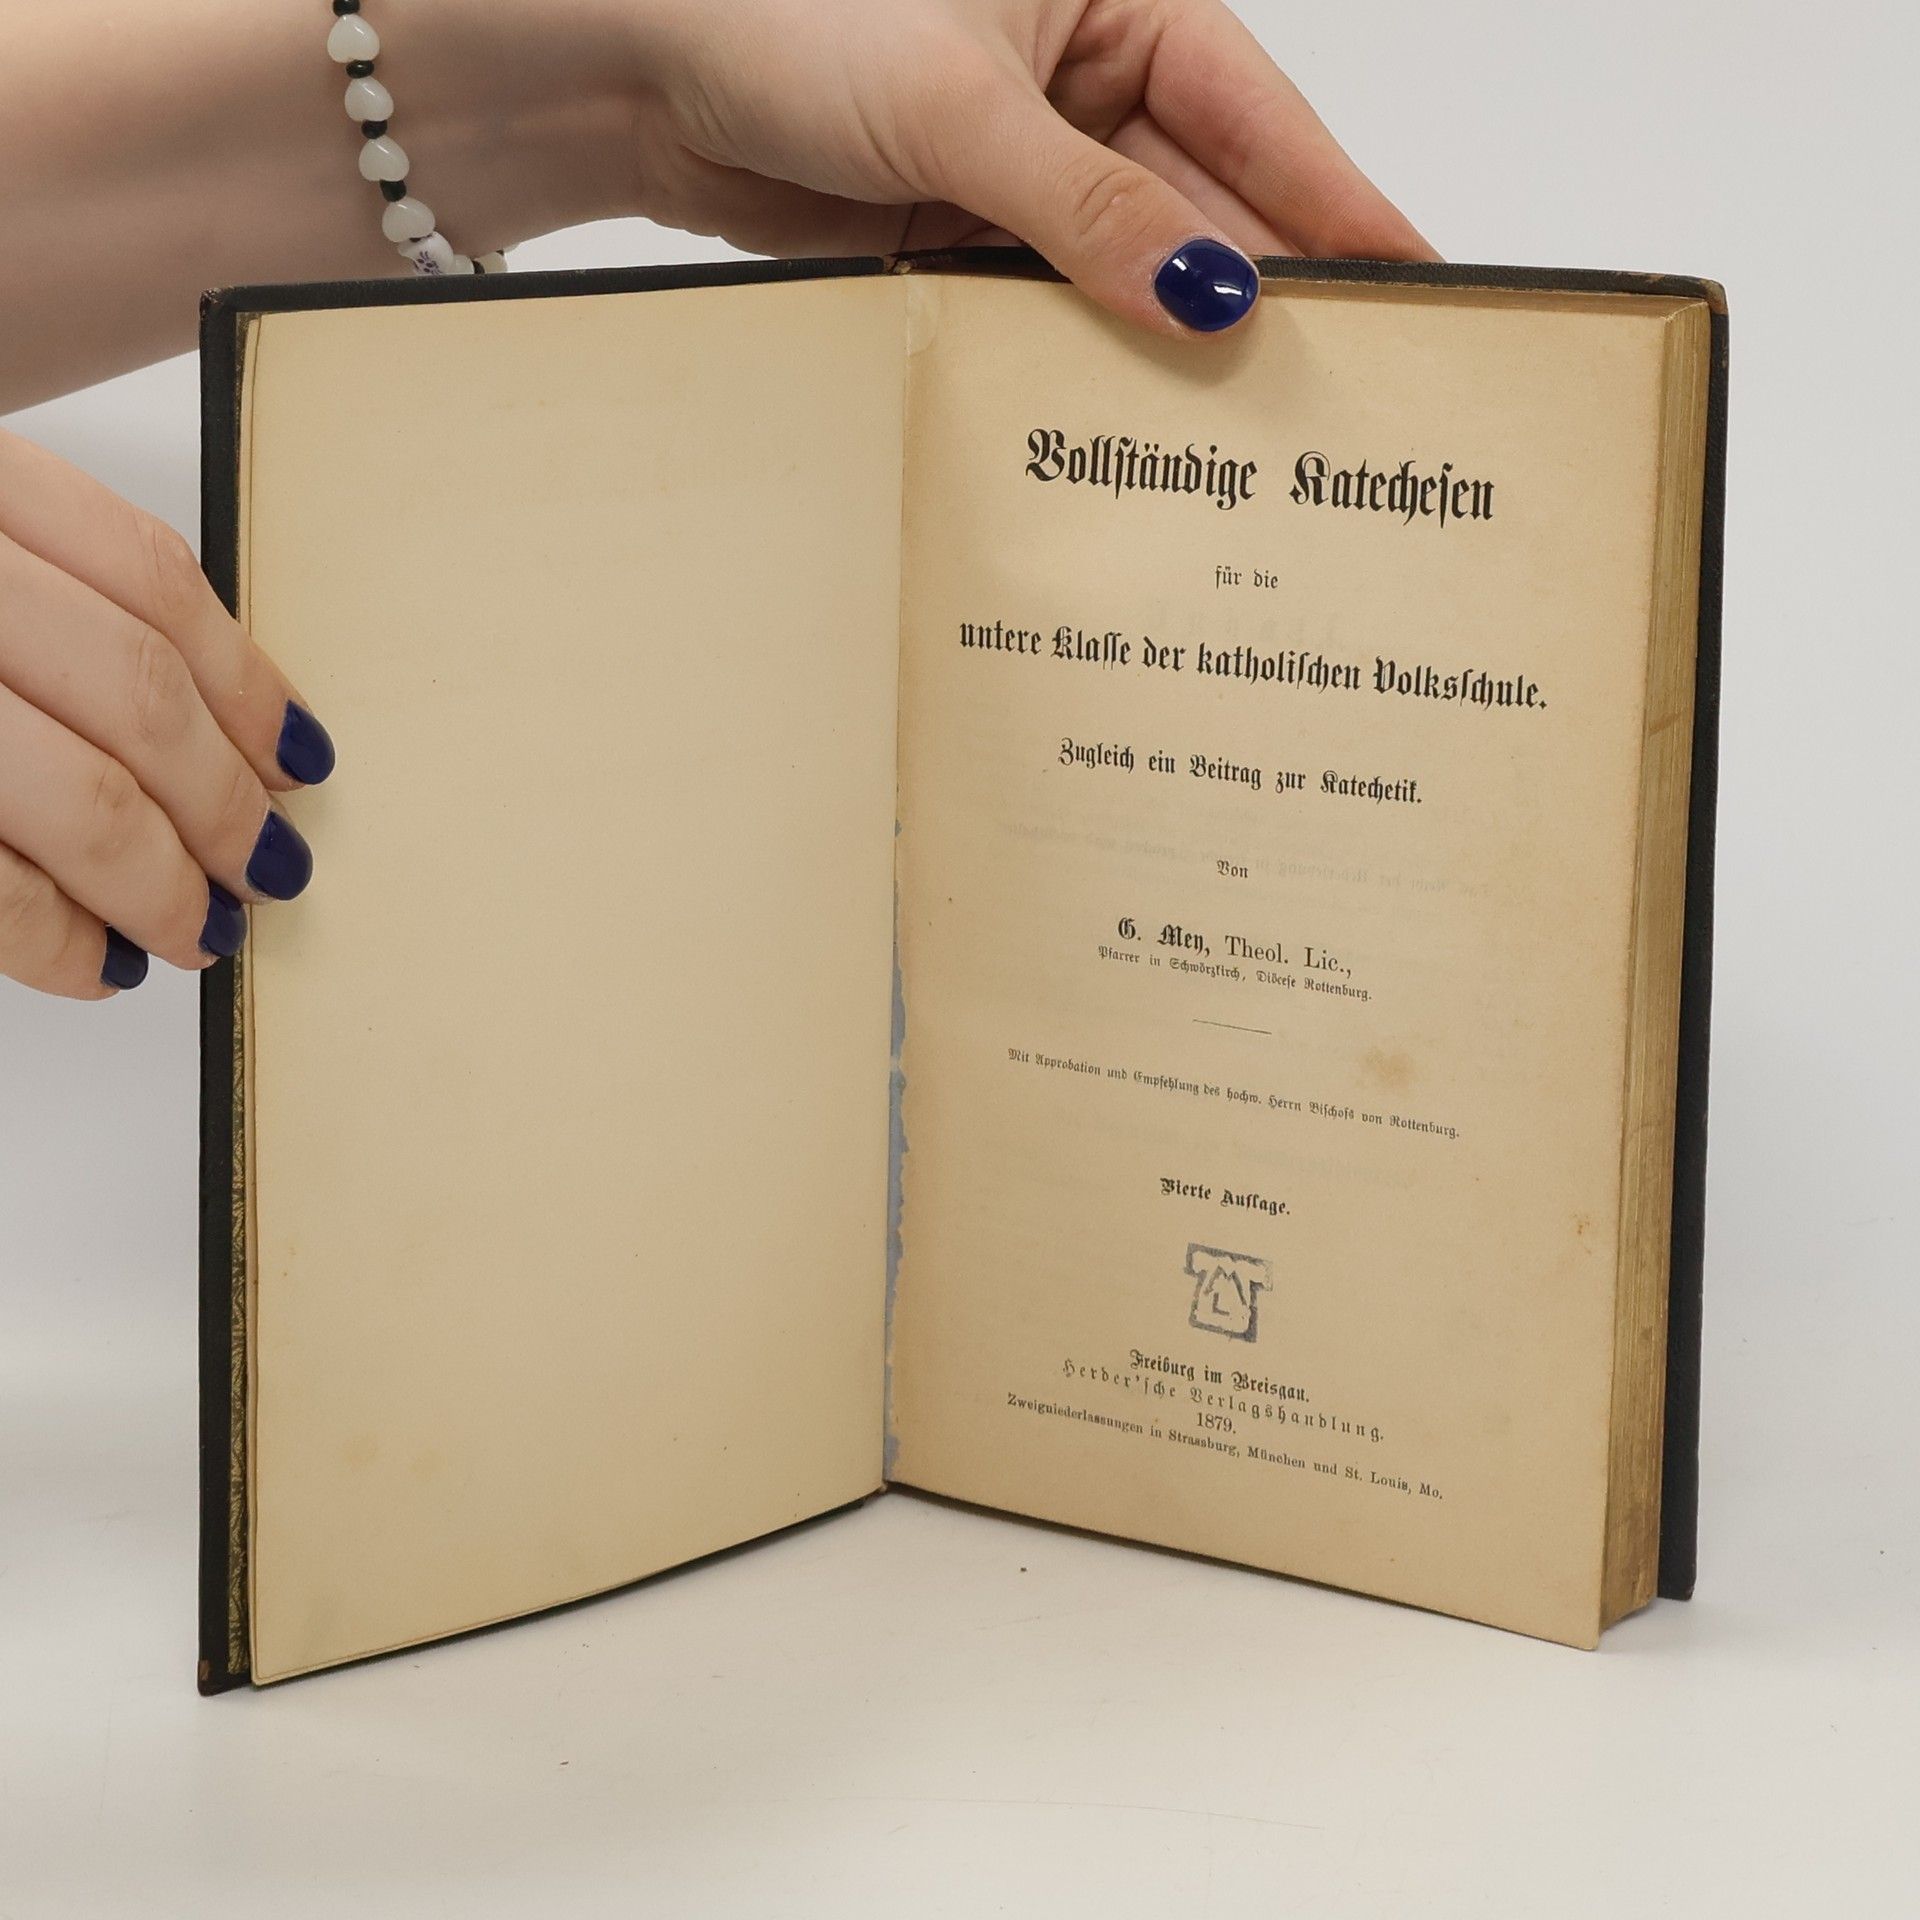 Vollſtändige Katecheſen
für die
untere Klaſſe der katholiſchen Volksſchule.
Zugleich ein Beitrag zur Katechetik.
Von
G. Mey, Theol. Lic.,
Pfarrer in Schwörzkirch, Diöceſe Rottenburg.
Mit Approbation und Empfehlung des hochw. Herrn Biſchofs von Rottenburg.
Vierte Auflage.
L
Freiburg im Breisgau.
Herder'ſche Verlagshandlung.
1879.
Zweigniederlassungen in Strassburg, München und St. Louis, Mo.